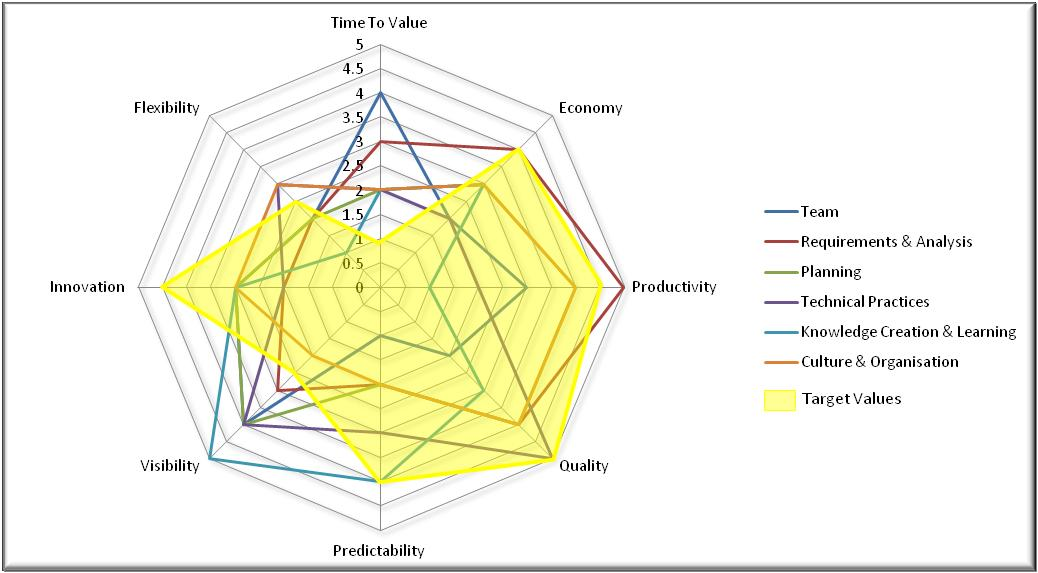 Time To Value
5
4.5
4
3.5
3
2.5
2
1.5
1
0.5
0
Flexibility
Economy
Innovation
Productivity
Visibility
Quality
Predictability
Team
Requirements & Analysis
Planning
Technical Practices
Knowledge Creation & Learning
Culture & Organisation
Target Values